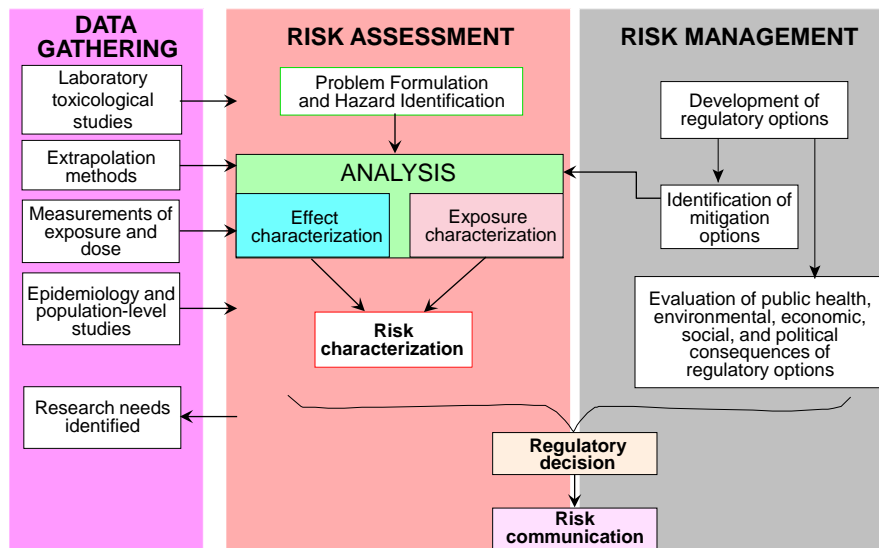 DATA
GATHERING
Laboratory
toxicological
studies
Extrapolation
methods
Measurements of
exposure and dose
Epidemiology and
population-level
studies
Research needs
identified
RISK ASSESSMENT
Problem Formulation
and Hazard Identification
ANALYSIS
Effect
characterization
Exposure
characterization
Risk
characterization
RISK MANAGEMENT
Development of
regulatory options
Identification of
mitigation
options
Evaluation of public health,
environmental, economic,
social, and political
consequences of
regulatory options
Regulatory
decision
Risk
communication